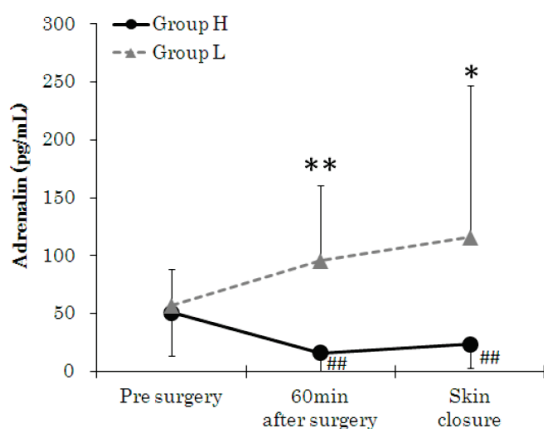 300
250
200
150
100
50
0
Adrenalin (pg/mL)
Group H
Group L
**
*
##
##
Pre surgery
60min
after surgery
Skin
closure